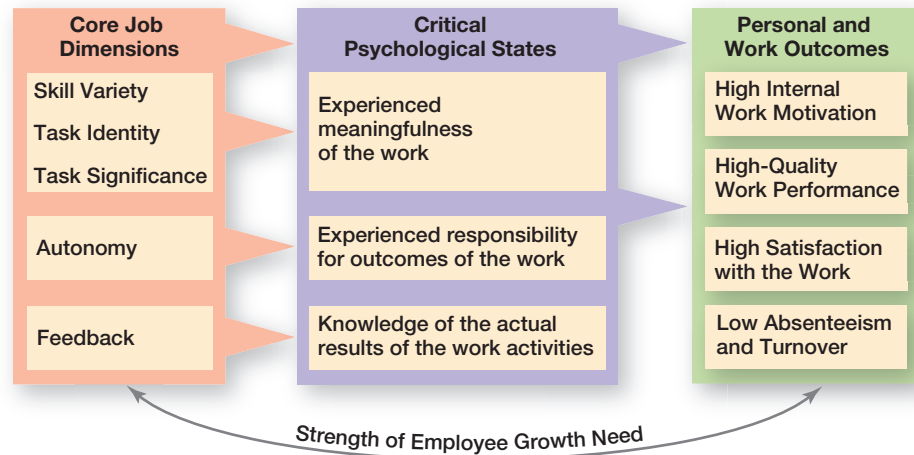 Core Job
Dimensions
Skill Variety
Task Identity
Task Significance
Autonomy
Feedback
Critical
Psychological States
Experienced
meaningfulness
of the work
Experienced responsibility
for outcomes of the work
Knowledge of the actual
results of the work activities
Personal and
Work Outcomes
High Internal
Work Motivation
High-Quality
Work Performance
High Satisfaction
with the Work
Low Absenteeism
and Turnover
Strength of Employee Growth Need